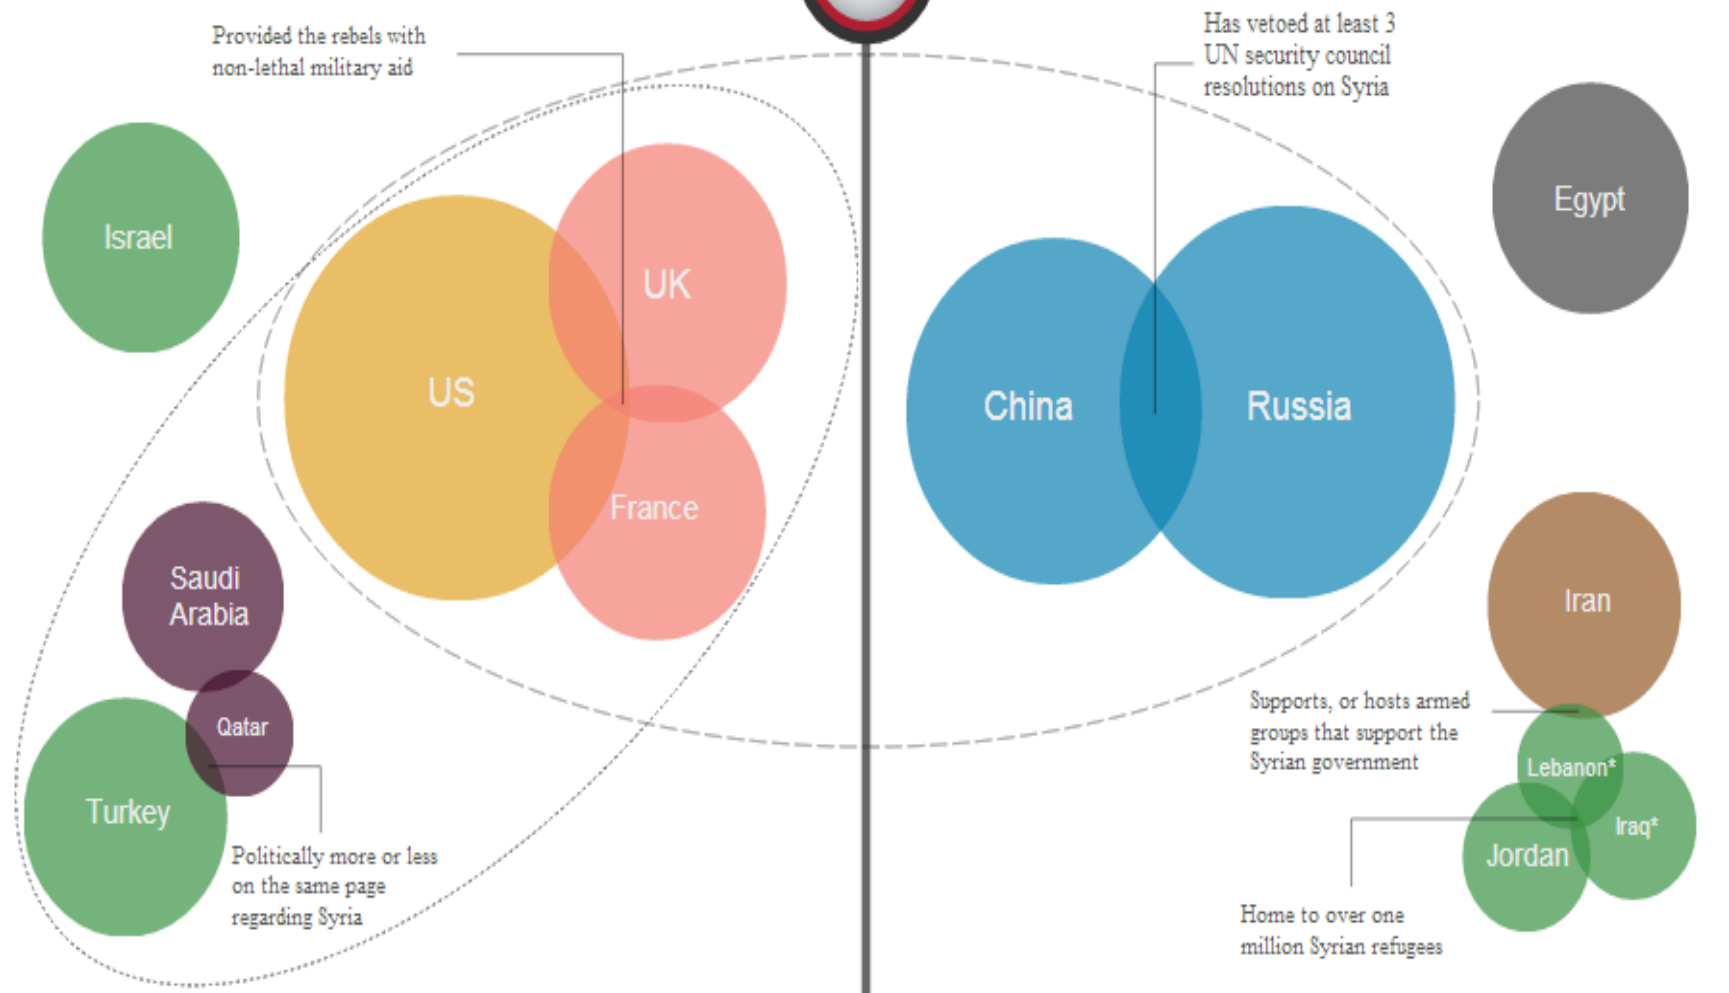 Provided the rebels with
non-lethal military aid
Has vetoed at least 3
UN security council
resolutions on Syria
Israel
UK
US
France
China
Russia
Egypt
Saudi
Arabia
Qatar
Turkey
Politically more or less
on the same page
regarding Syria
Iran
Supports, or hosts armed
groups that support the
Syrian government
Lebanon*
Iraq*
Jordan
Home to over one
million Syrian refugees